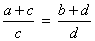 (a + c)/c = (b + d)/d